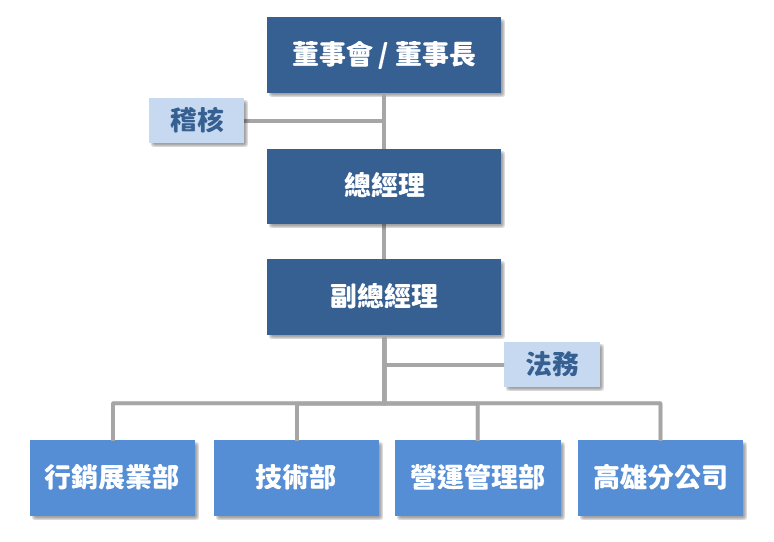 董事會 / 董事長
稽核
總經理
副總經理
法務
行銷展業部
技術部
營運管理部
高雄分公司